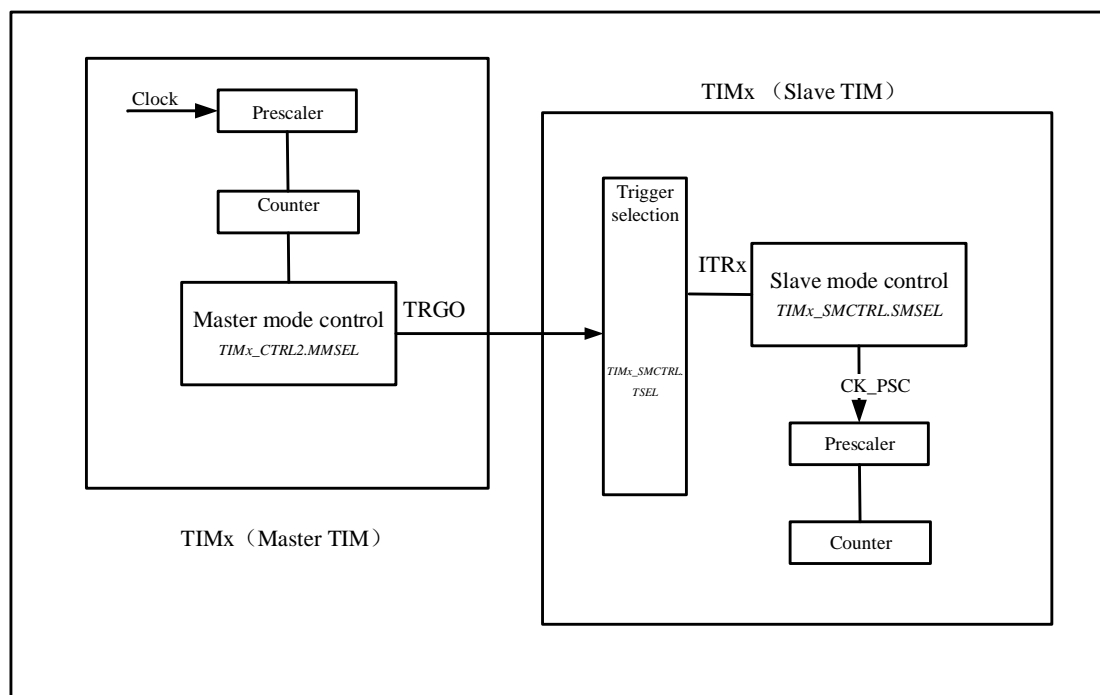 Clock
Prescaler
Counter
Master mode control
TIMx_CTRL2.MMSEL
TRGO
TIMx（Master TIM）
TIMx （Slave TIM）
Trigger
selection
TIMx_SMCTRL.
TSEL
ITRx
Slave mode control
TIMx_SMCTRL.SMSEL
CK_PSC
Prescaler
Counter